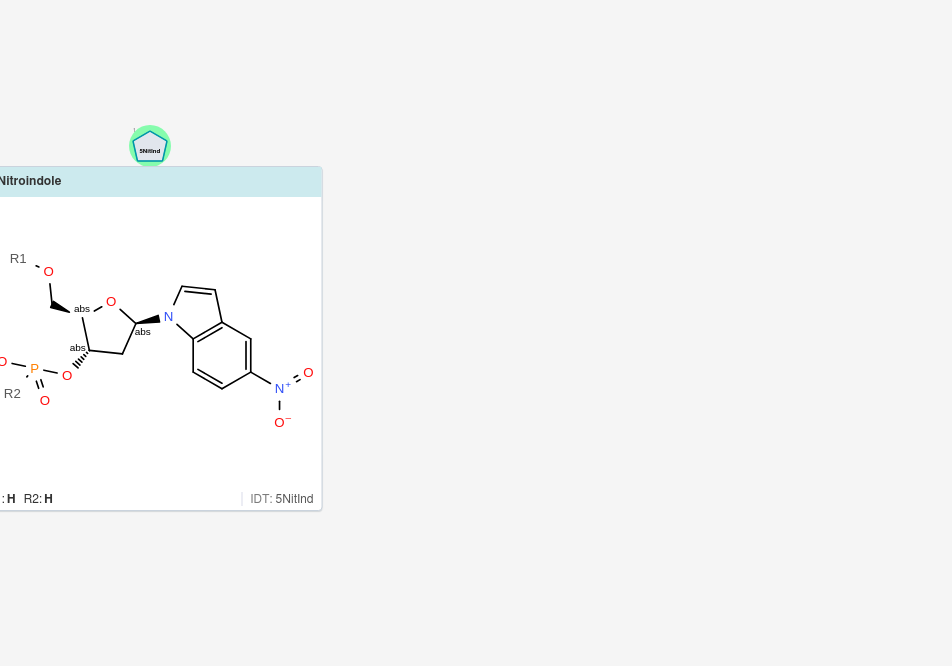 5NitInd
Nitroindole
R1
O
abs
O
N
abs
abs
O
P
O
O
N+
R2
O
O−
: H R2: H
IDT: 5NitInd